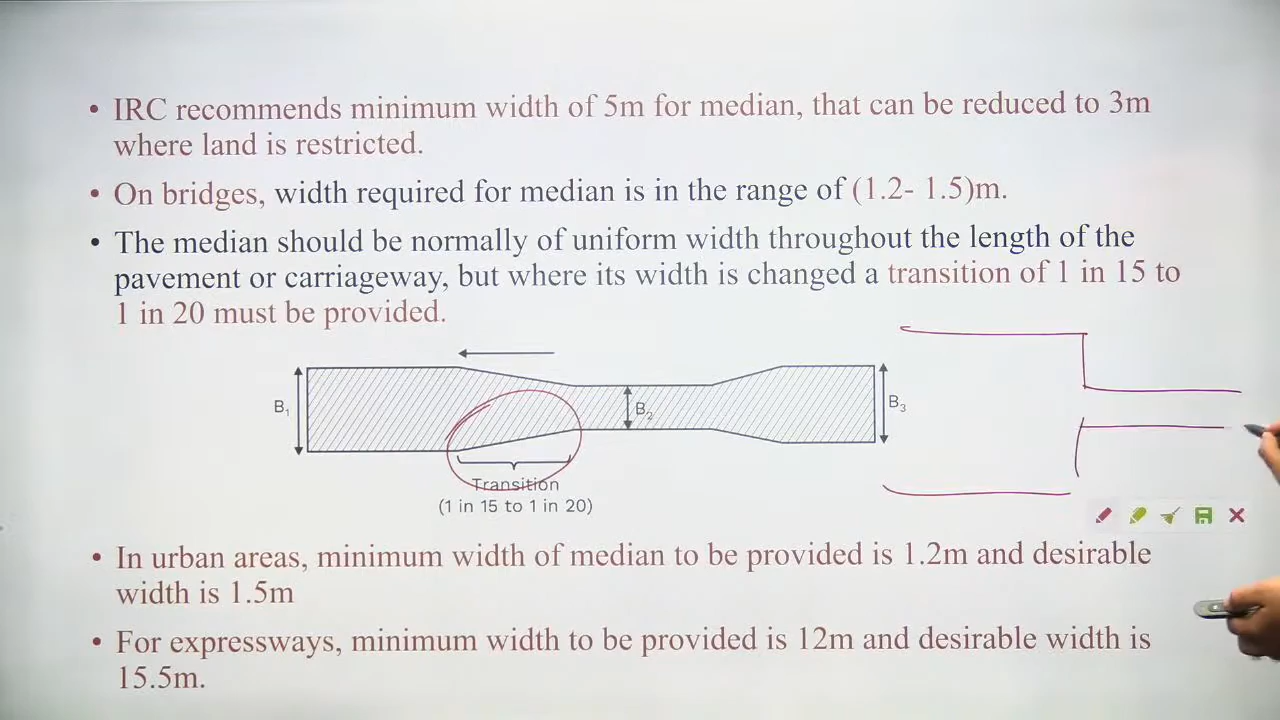 • IRC recommends minimum width of 5m for median, that can be reduced to 3m
where land is restricted.
• On bridges, width required for median is in the range of (1.2- 1.5)m.
• The median should be normally of uniform width throughout the length of the
pavement or carriageway, but where its width is changed a transition of 1 in 15 to
1 in 20 must be provided.
B₁
B₂
B₃
Transition
(1 in 15 to 1 in 20)
• In urban areas, minimum width of median to be provided is 1.2m and desirable
width is 1.5m
• For expressways, minimum width to be provided is 12m and desirable width is
15.5m.